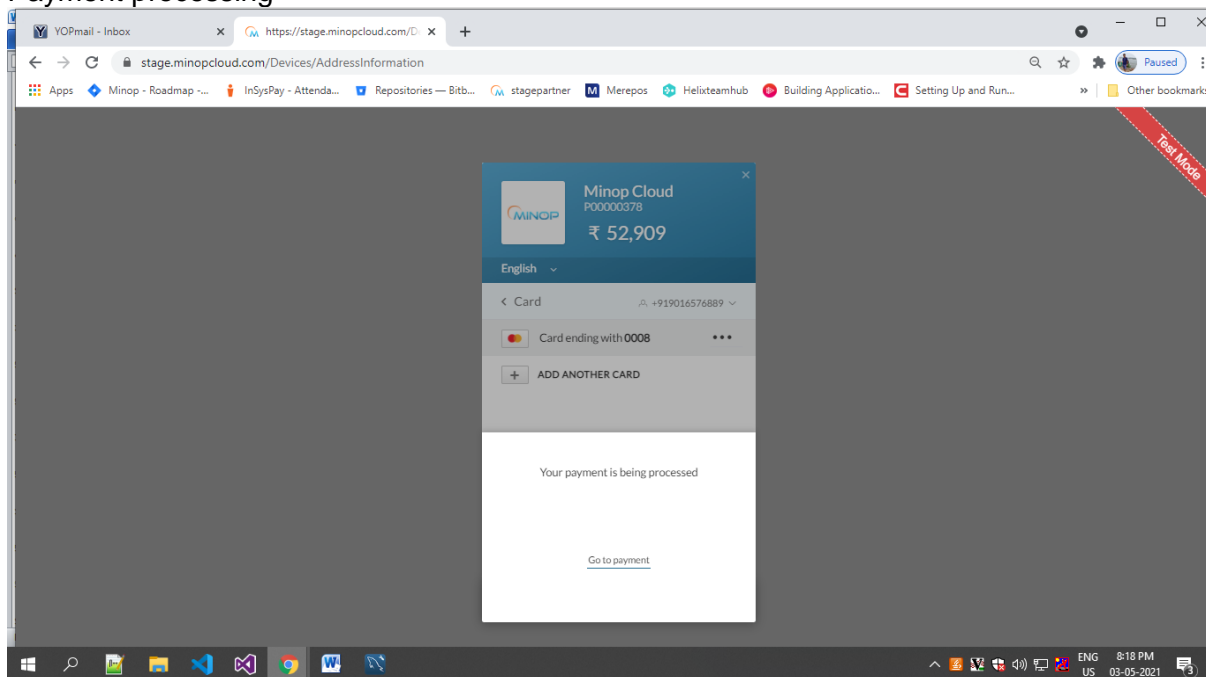 Payment processing
YOPmail - Inbox
https://stage.minopcloud.com/D
stage.minopcloud.com/Devices/AddressInformation
Paused
Apps
Minop - Roadmap -...
InSysPay - Attenda...
Repositories — Bitb...
stagepartner
Merepos
Helixteamhub
Building Applicatio...
Setting Up and Run...
»
Other bookmarks
Test Mode
MINOP
Minop Cloud
P00000378
₹ 52,909
English
Card
+919016576889
Card ending with 0008
+ ADD ANOTHER CARD
Your payment is being processed
Go to payment
ENG
US
8:18 PM
03-05-2021
3